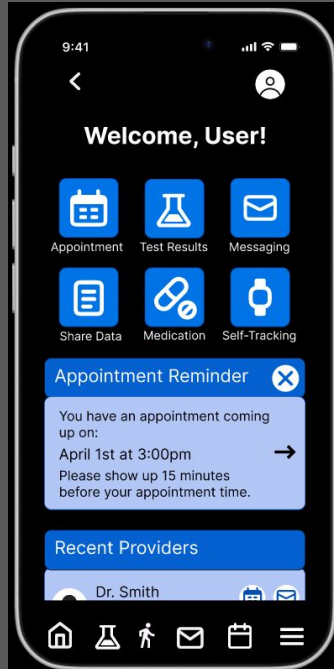 9:41
Welcome, User!
Appointment Test Results Messaging
Share Data Medication Self-Tracking
Appointment Reminder
You have an appointment coming
up on:
April 1st at 3:00pm
Please show up 15 minutes
before your appointment time.
Recent Providers
Dr. Smith